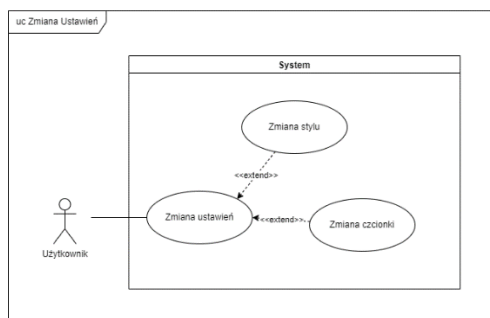 uc Zmiana Ustawień
System
Zmiana stylu
<<extend>>
Zmiana ustawień
<<extend>>
Zmiana czcionki
Użytkownik